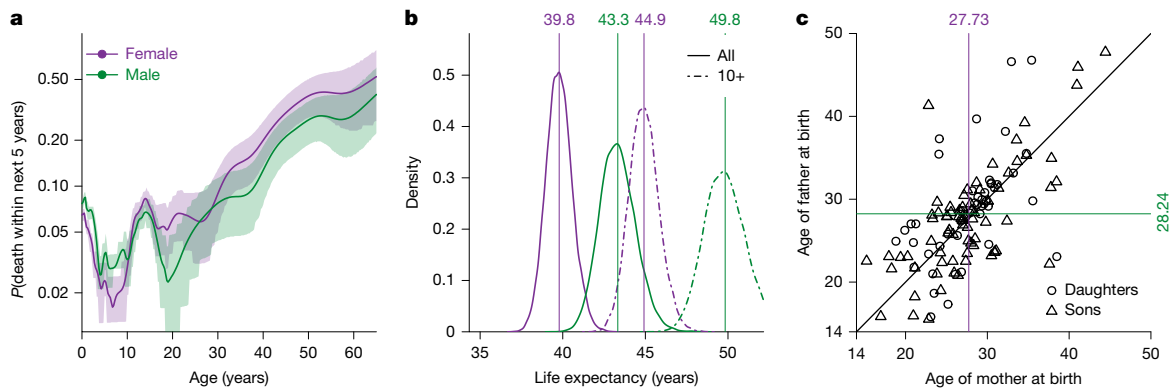 a
Female
Male
0.50
0.20
0.10
0.05
0.02
P(death within next 5 years)
0 10 20 30 40 50 60
Age (years)
b
39.8 43.3 44.9 49.8
All
10+
0.5
0.4
0.3
0.2
0.1
0
Density
35 40 45 50
Life expectancy (years)
c
27.73
50
40
30
20
14
Age of father at birth
28.24
Daughters
Sons
14 20 30 40 50
Age of mother at birth